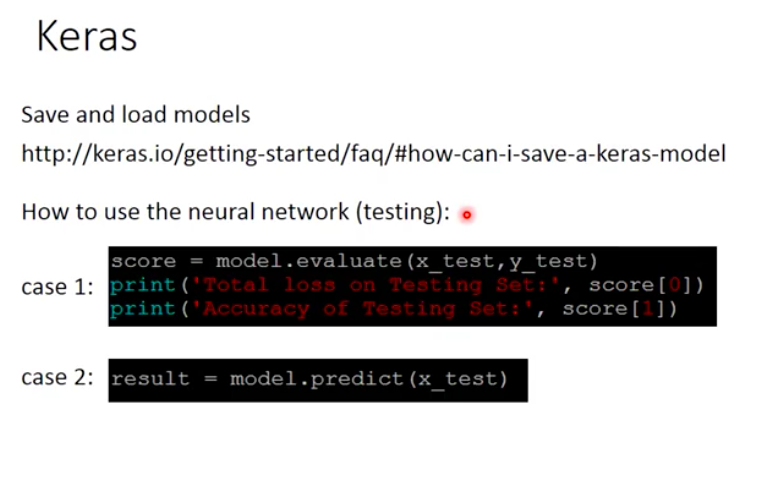 Keras
Save and load models
http://keras.io/getting-started/faq/#how-can-i-save-a-keras-model
How to use the neural network (testing):
case 1:
score = model.evaluate(x_test,y_test)
print('Total loss on Testing Set:', score[0])
print('Accuracy of Testing Set:', score[1])
case 2:
result = model.predict(x_test)